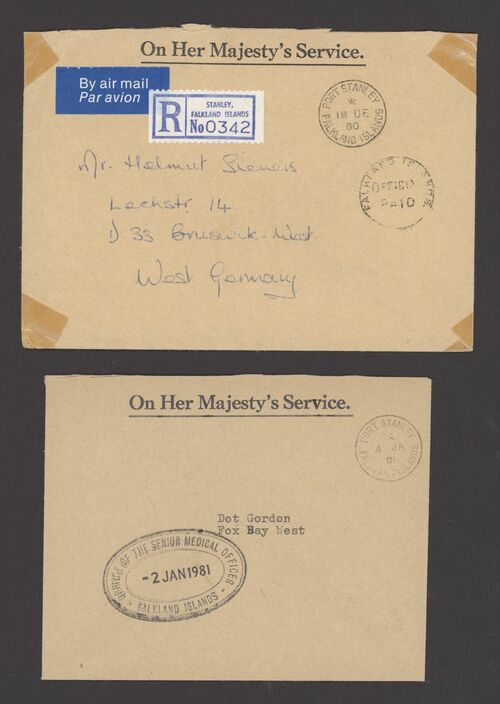 On Her Majesty's Service.
By air mail
Par avion
R
STANLEY,
FALKLAND ISLANDS
No 0342
PORT STANLEY
*
18 DE
80
FALKLAND ISLANDS
FALKLAND ISLANDS
OFFICIAL
PAID
Mr. Helmut
Lechstr 14
D 33 Brunswick-West
West Germany
On Her Majesty's Service.
PORT STANLEY
4 JA
81
FALKLAND ISLANDS
Dot Gordon
Fox Bay West
OFFICE OF THE SENIOR MEDICAL OFFICER
-2 JAN 1981
FALKLAND ISLANDS